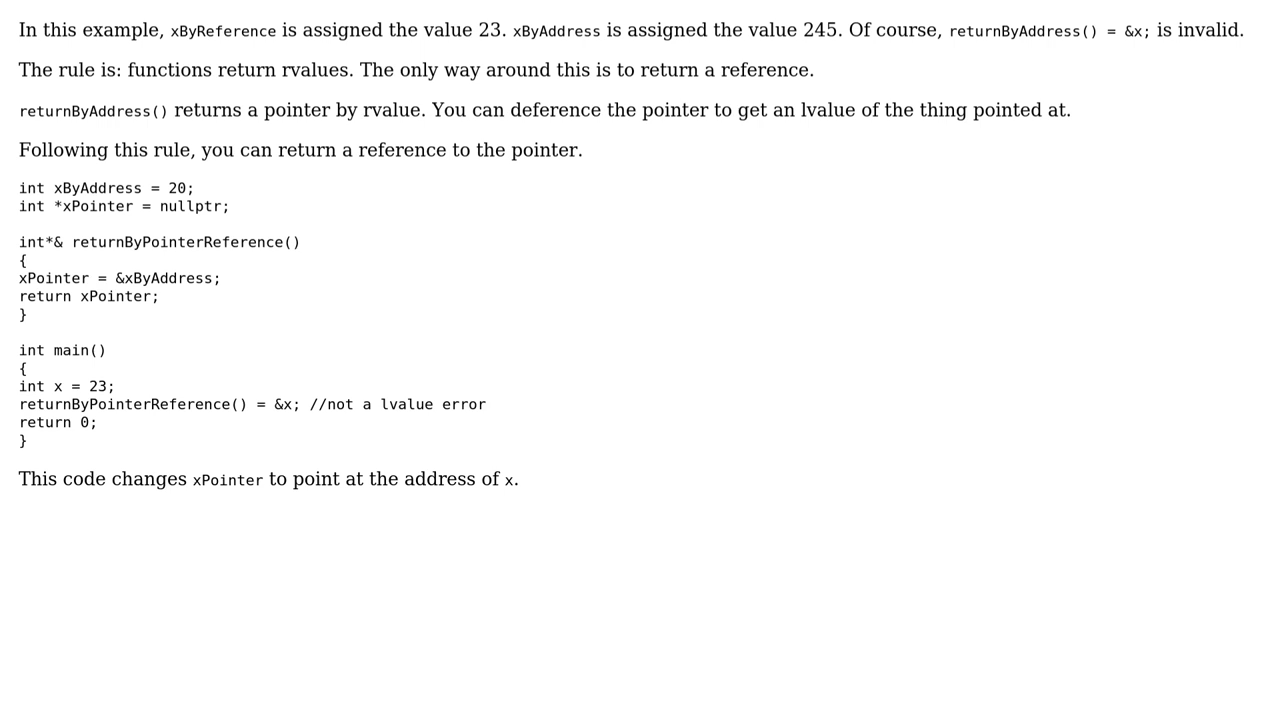 In this example, xByReference is assigned the value 23. xByAddress is assigned the value 245. Of course, returnByAddress() = &x; is invalid.
The rule is: functions return rvalues. The only way around this is to return a reference.
returnByAddress() returns a pointer by rvalue. You can deference the pointer to get an lvalue of the thing pointed at.
Following this rule, you can return a reference to the pointer.
int xByAddress = 20;
int *xPointer = nullptr;
int*& returnByPointerReference()
{
xPointer = &xByAddress;
return xPointer;
}
int main()
{
int x = 23;
returnByPointerReference() = &x; //not a lvalue error
return 0;
}
This code changes xPointer to point at the address of x.